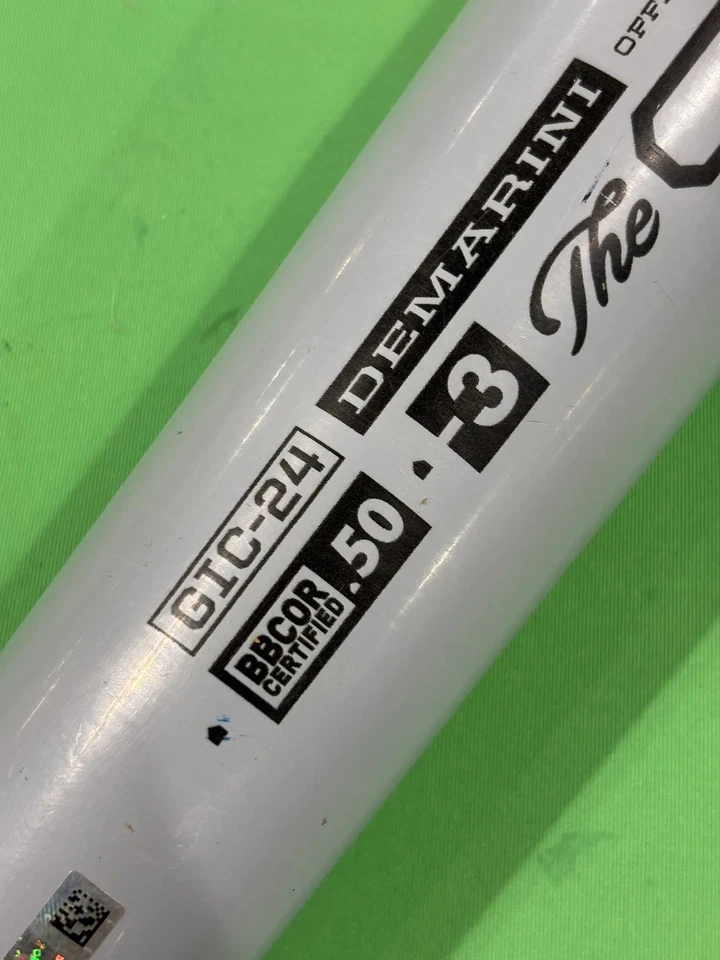 DEMARINI
The
-3
GIC-24
BBCOR
CERTIFIED
.50